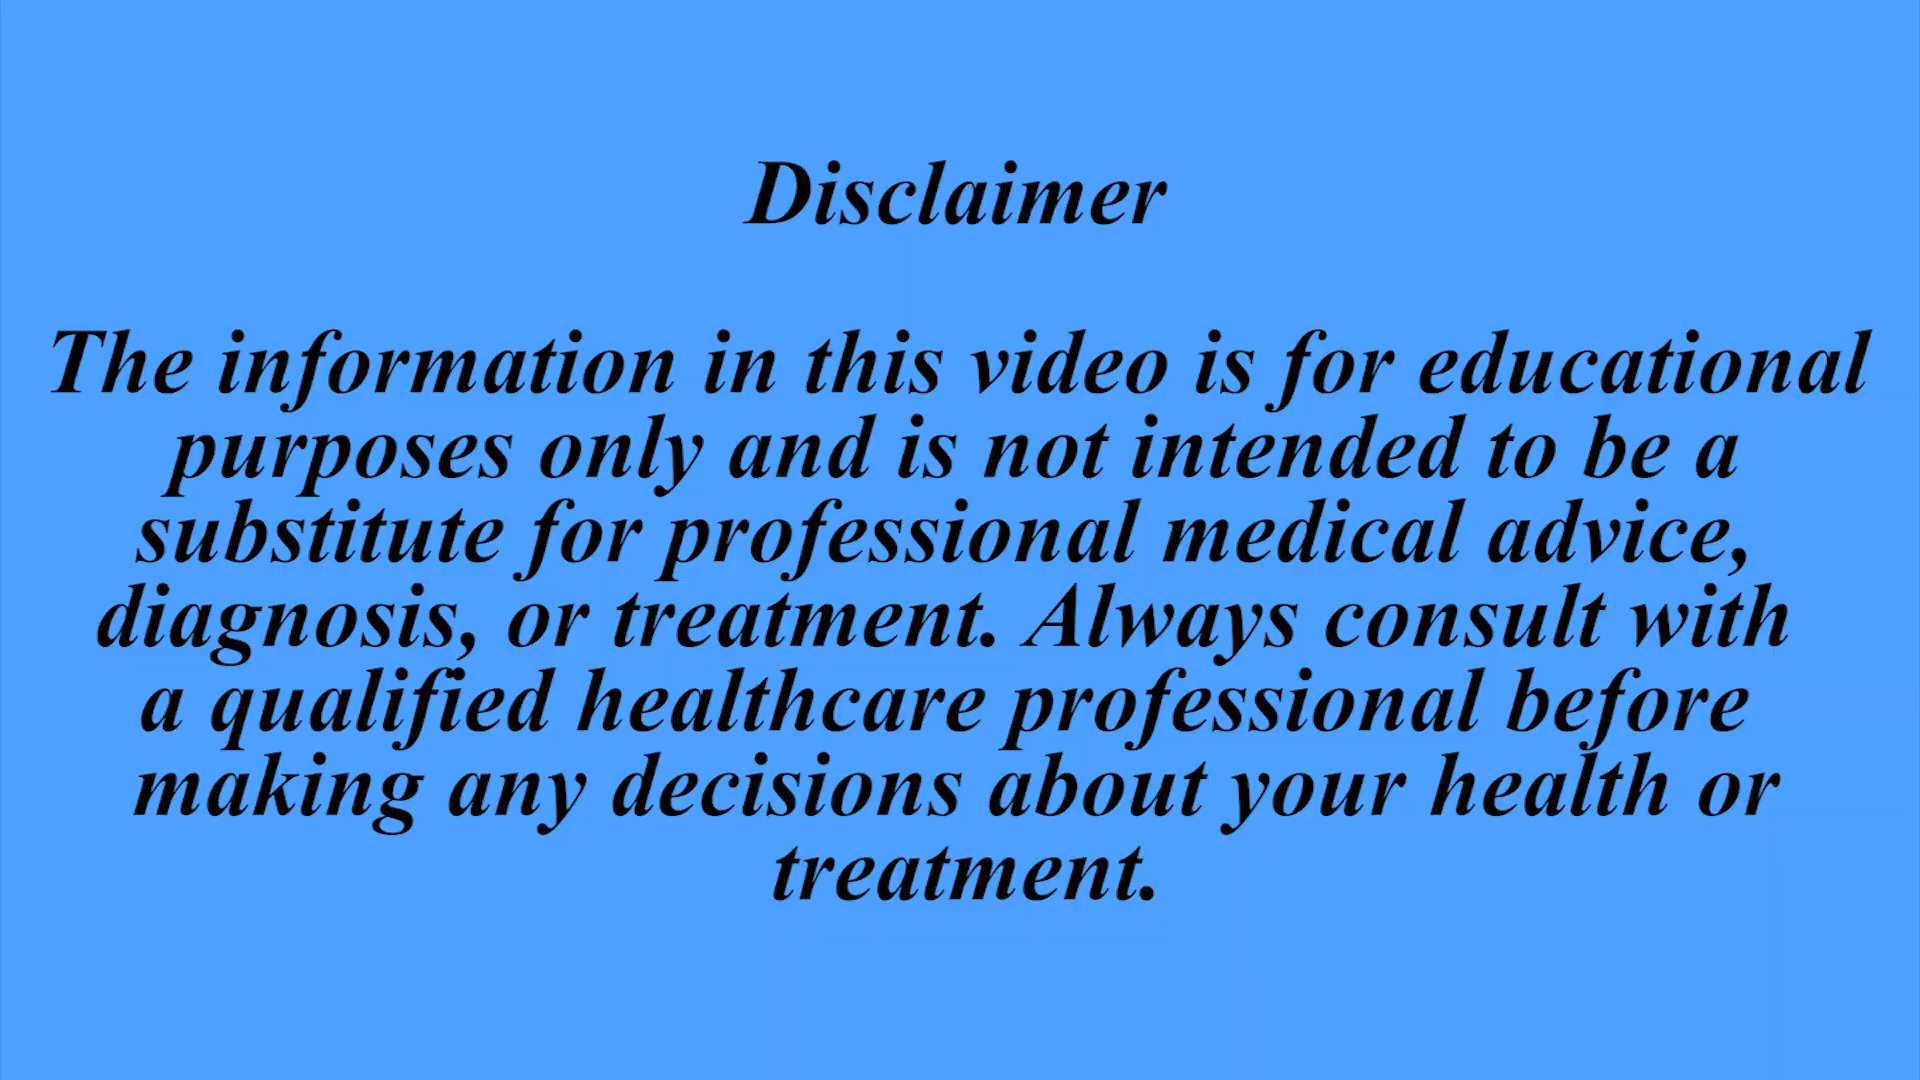 Disclaimer
The information in this video is for educational
purposes only and is not intended to be a
substitute for professional medical advice,
diagnosis, or treatment. Always consult with
a qualified healthcare professional before
making any decisions about your health or
treatment.